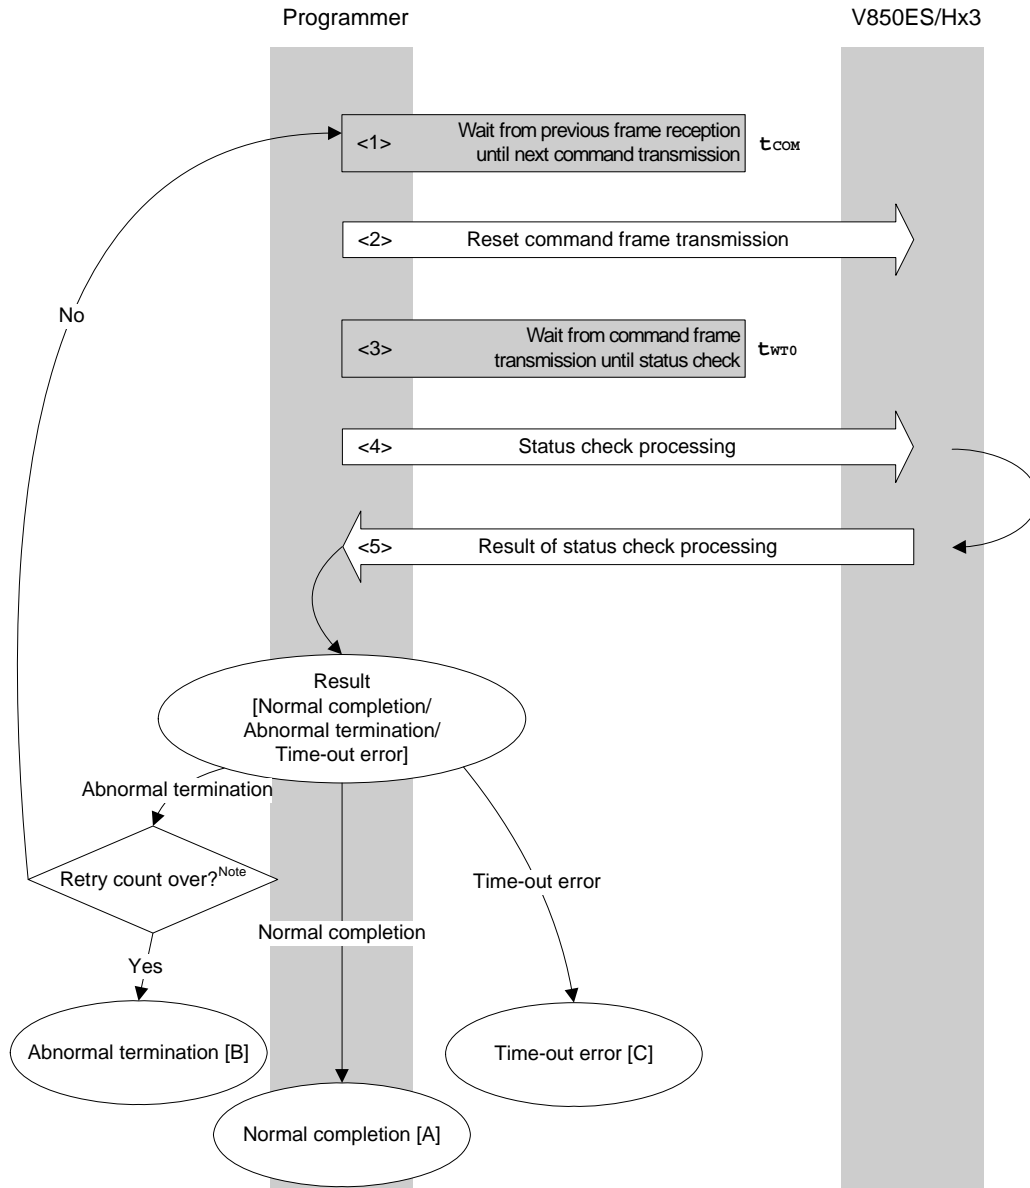 Programmer
V850ES/Hx3
<1>
Wait from previous frame reception
until next command transmission
tCOM
<2>
Reset command frame transmission
No
<3>
Wait from command frame
transmission until status check
tWT0
<4>
Status check processing
<5>
Result of status check processing
Result
[Normal completion/
Abnormal termination/
Time-out error]
Abnormal termination
Retry count over?Note
Time-out error
Normal completion
Yes
Abnormal termination [B]
Time-out error [C]
Normal completion [A]